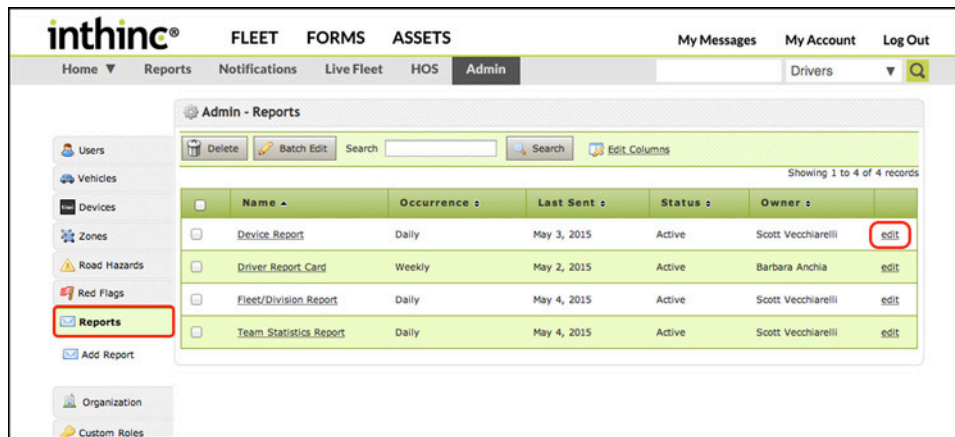 inthinc®
FLEET FORMS ASSETS
My Messages My Account Log Out
Home ▼ Reports Notifications Live Fleet HOS Admin
Drivers ▼
Admin - Reports
Users
Vehicles
Devices
Zones
Road Hazards
Red Flags
Reports
Add Report
Organization
Custom Roles
Delete Batch Edit Search Search Edit Columns
Showing 1 to 4 of 4 records
Name Occurrence Last Sent Status Owner
Device Report Daily May 3, 2015 Active Scott Vecchiarelli edit
Driver Report Card Weekly May 2, 2015 Active Barbara Anchia edit
Fleet/Division Report Daily May 4, 2015 Active Scott Vecchiarelli edit
Team Statistics Report Daily May 4, 2015 Active Scott Vecchiarelli edit